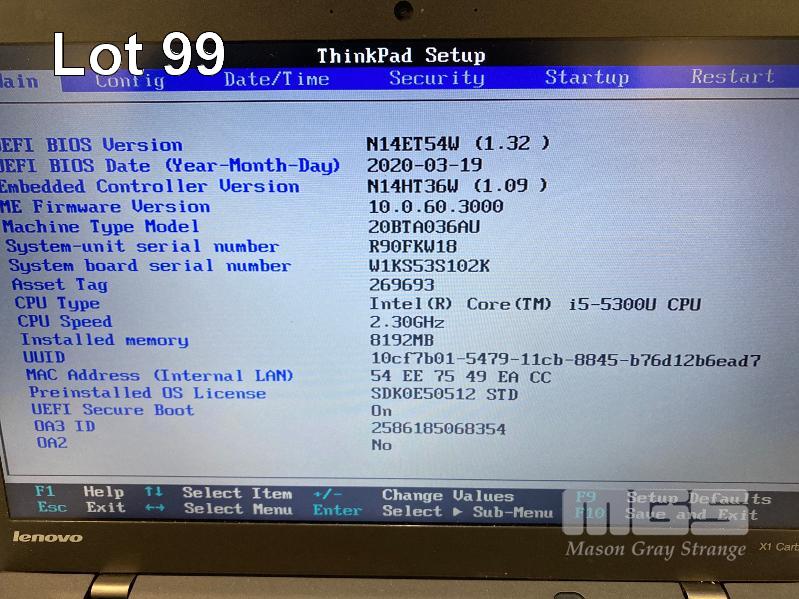 Lot 99
ThinkPad Setup
Main Config Date/Time Security Startup Restart
UEFI BIOS Version N14ET54W (1.32 )
UEFI BIOS Date (Year-Month-Day) 2020-03-19
Embedded Controller Version N14HT36W (1.09 )
ME Firmware Version 10.0.60.3000
Machine Type Model 20BTA036AU
System-unit serial number R90FKW18
System board serial number W1KS53S102K
Asset Tag 269693
CPU Type Intel(R) Core(TM) i5-5300U CPU
CPU Speed 2.30GHz
Installed memory 8192MB
UUID 10cf7b01-5479-11cb-8845-b76d12b6ead7
MAC Address (Internal LAN) 54 EE 75 49 EA CC
Preinstalled OS License SDK0E50512 STD
UEFI Secure Boot On
OA3 ID 2586185068354
OA2 No
F1 Help ↑↓ Select Item +/- Change Values F9 Setup Defaults
Esc Exit ←→ Select Menu Enter Select ▶ Sub-Menu F10 Save and Exit
MGS
Mason Gray Strange
lenovo
X1 Carb